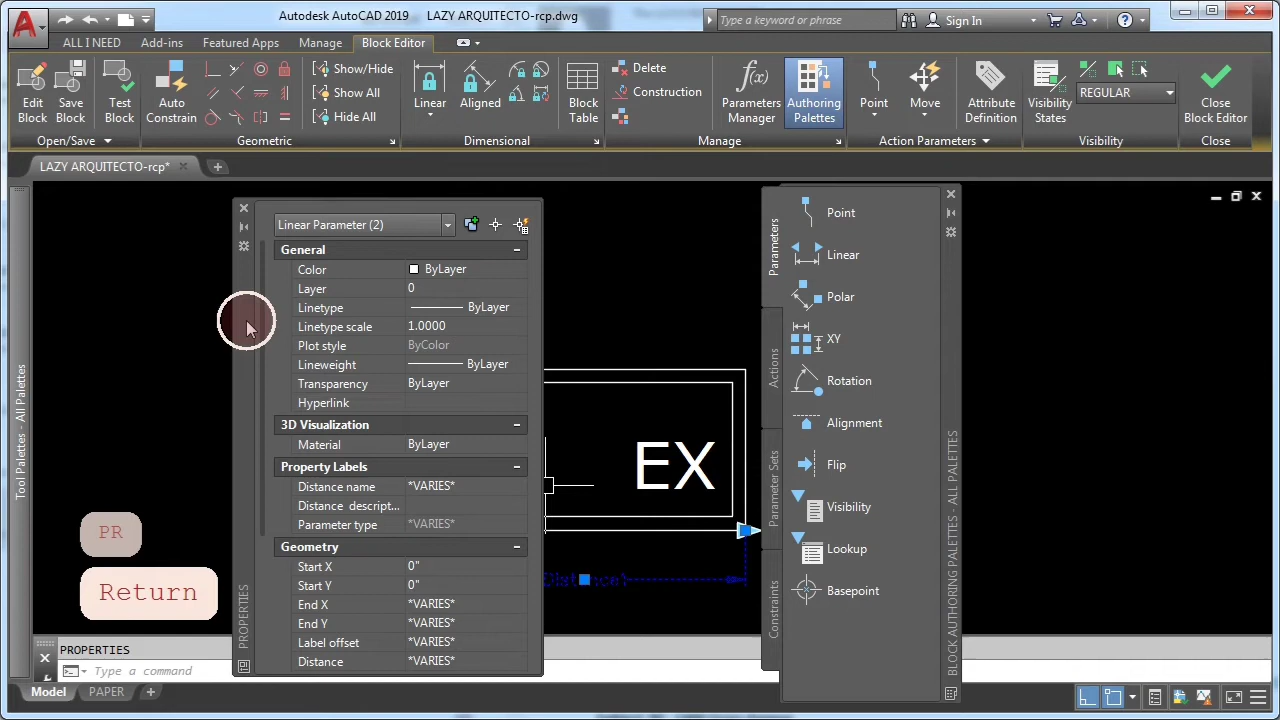 Autodesk AutoCAD 2019 LAZY ARQUITECTO-rcp.dwg
Type a keyword or phrase
Sign In
ALL I NEED
Add-ins
Featured Apps
Manage
Block Editor
Edit Block
Save Block
Test Block
Auto Constrain
Show/Hide
Show All
Hide All
Linear
Aligned
Block Table
Delete
Construction
f(x)
Parameters Manager
Authoring Palettes
Point
Move
Attribute Definition
Visibility States
REGULAR
Close Block Editor
Open/Save
Geometric
Dimensional
Manage
Action Parameters
Visibility
Close
LAZY ARQUITECTO-rcp*
Tool Palettes - All Palettes
Linear Parameter (2)
General
Color ByLayer
Layer 0
Linetype ByLayer
Linetype scale 1.0000
Plot style ByColor
Lineweight ByLayer
Transparency ByLayer
Hyperlink
3D Visualization
Material ByLayer
Property Labels
Distance name *VARIES*
Distance descript...
Parameter type *VARIES*
Geometry
Start X 0"
Start Y 0"
End X *VARIES*
End Y *VARIES*
Label offset *VARIES*
Distance *VARIES*
PROPERTIES
EX
Parameters
Actions
Parameter Sets
Constraints
Point
Linear
Polar
XY
Rotation
Alignment
Flip
Visibility
Lookup
Basepoint
BLOCK AUTHORING PALETTES - ALL PALETTES
PR
Return
PROPERTIES
Type a command
Model
PAPER